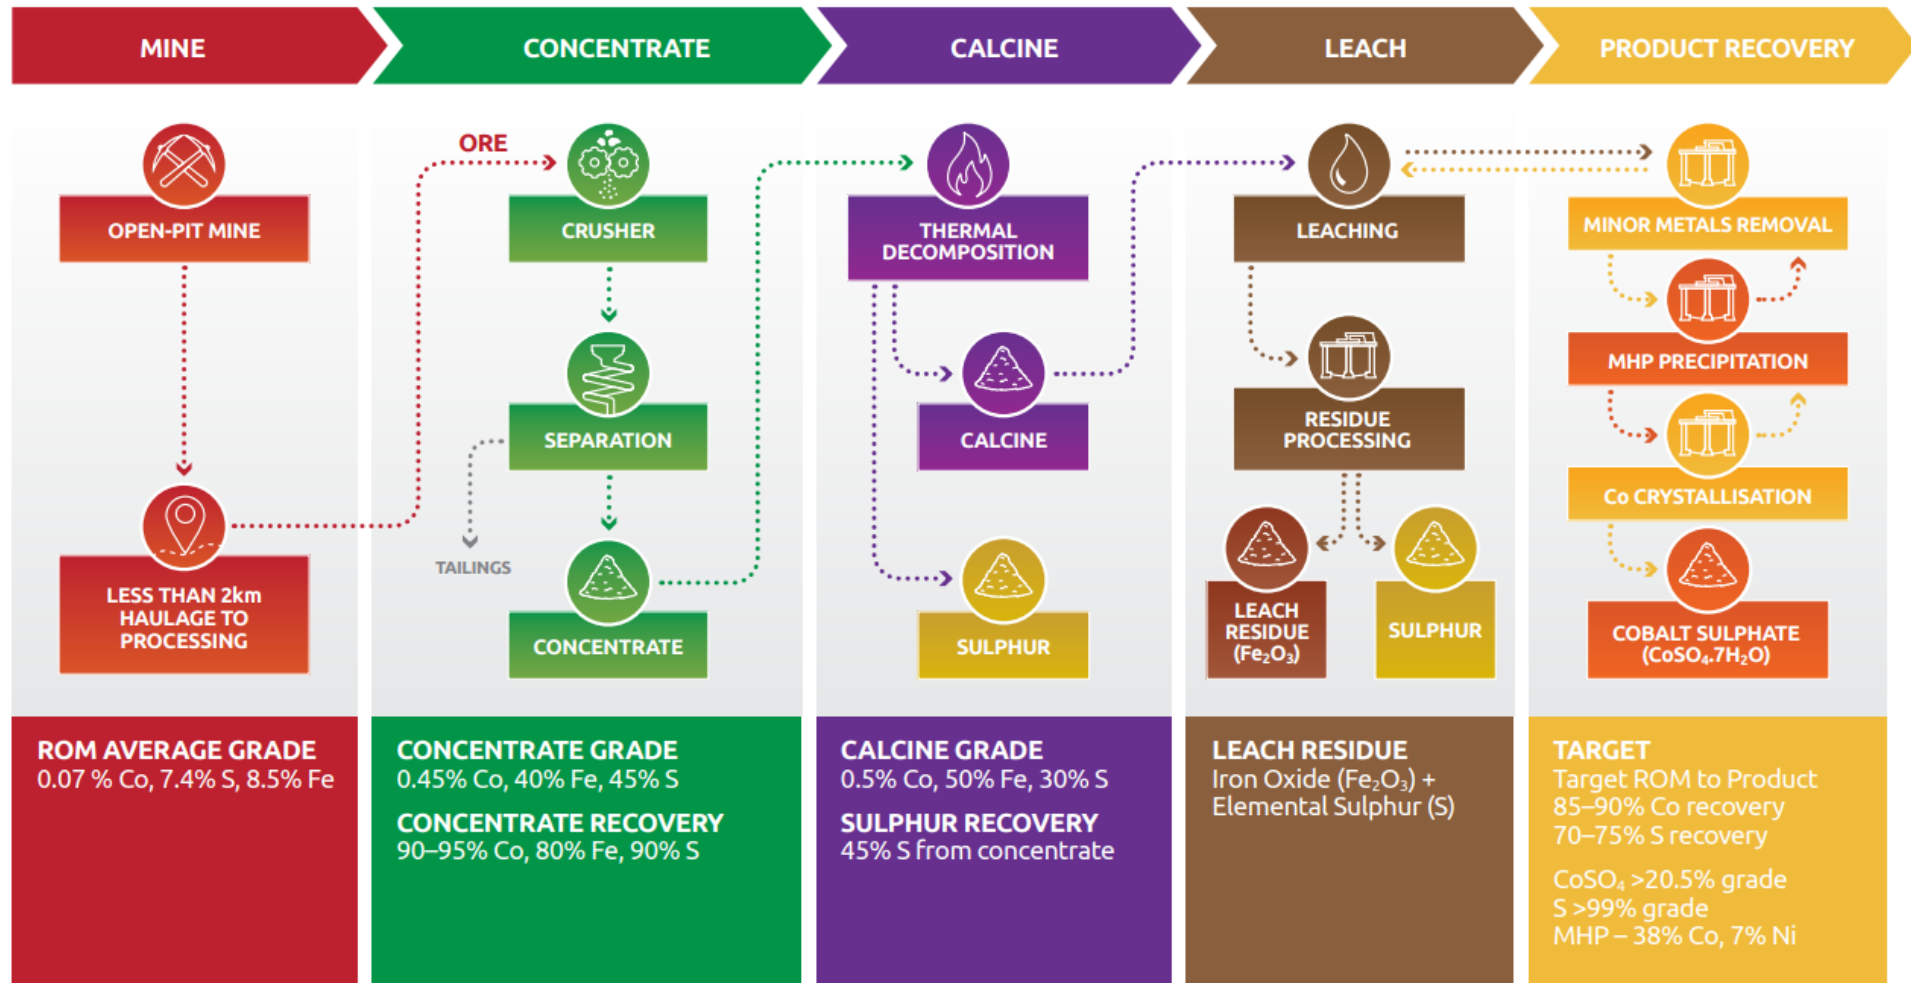 MINE
CONCENTRATE
CALCINE
LEACH
PRODUCT RECOVERY
OPEN-PIT MINE
LESS THAN 2km
HAULAGE TO
PROCESSING
ORE
CRUSHER
SEPARATION
TAILINGS
CONCENTRATE
THERMAL
DECOMPOSITION
CALCINE
SULPHUR
LEACHING
RESIDUE
PROCESSING
LEACH
RESIDUE
(Fe₂O₃)
SULPHUR
MINOR METALS REMOVAL
MHP PRECIPITATION
Co CRYSTALLISATION
COBALT SULPHATE
(CoSO₄.7H₂O)
ROM AVERAGE GRADE
0.07 % Co, 7.4% S, 8.5% Fe
CONCENTRATE GRADE
0.45% Co, 40% Fe, 45% S
CONCENTRATE RECOVERY
90–95% Co, 80% Fe, 90% S
CALCINE GRADE
0.5% Co, 50% Fe, 30% S
SULPHUR RECOVERY
45% S from concentrate
LEACH RESIDUE
Iron Oxide (Fe₂O₃) +
Elemental Sulphur (S)
TARGET
Target ROM to Product
85–90% Co recovery
70–75% S recovery
CoSO₄ >20.5% grade
S >99% grade
MHP – 38% Co, 7% Ni